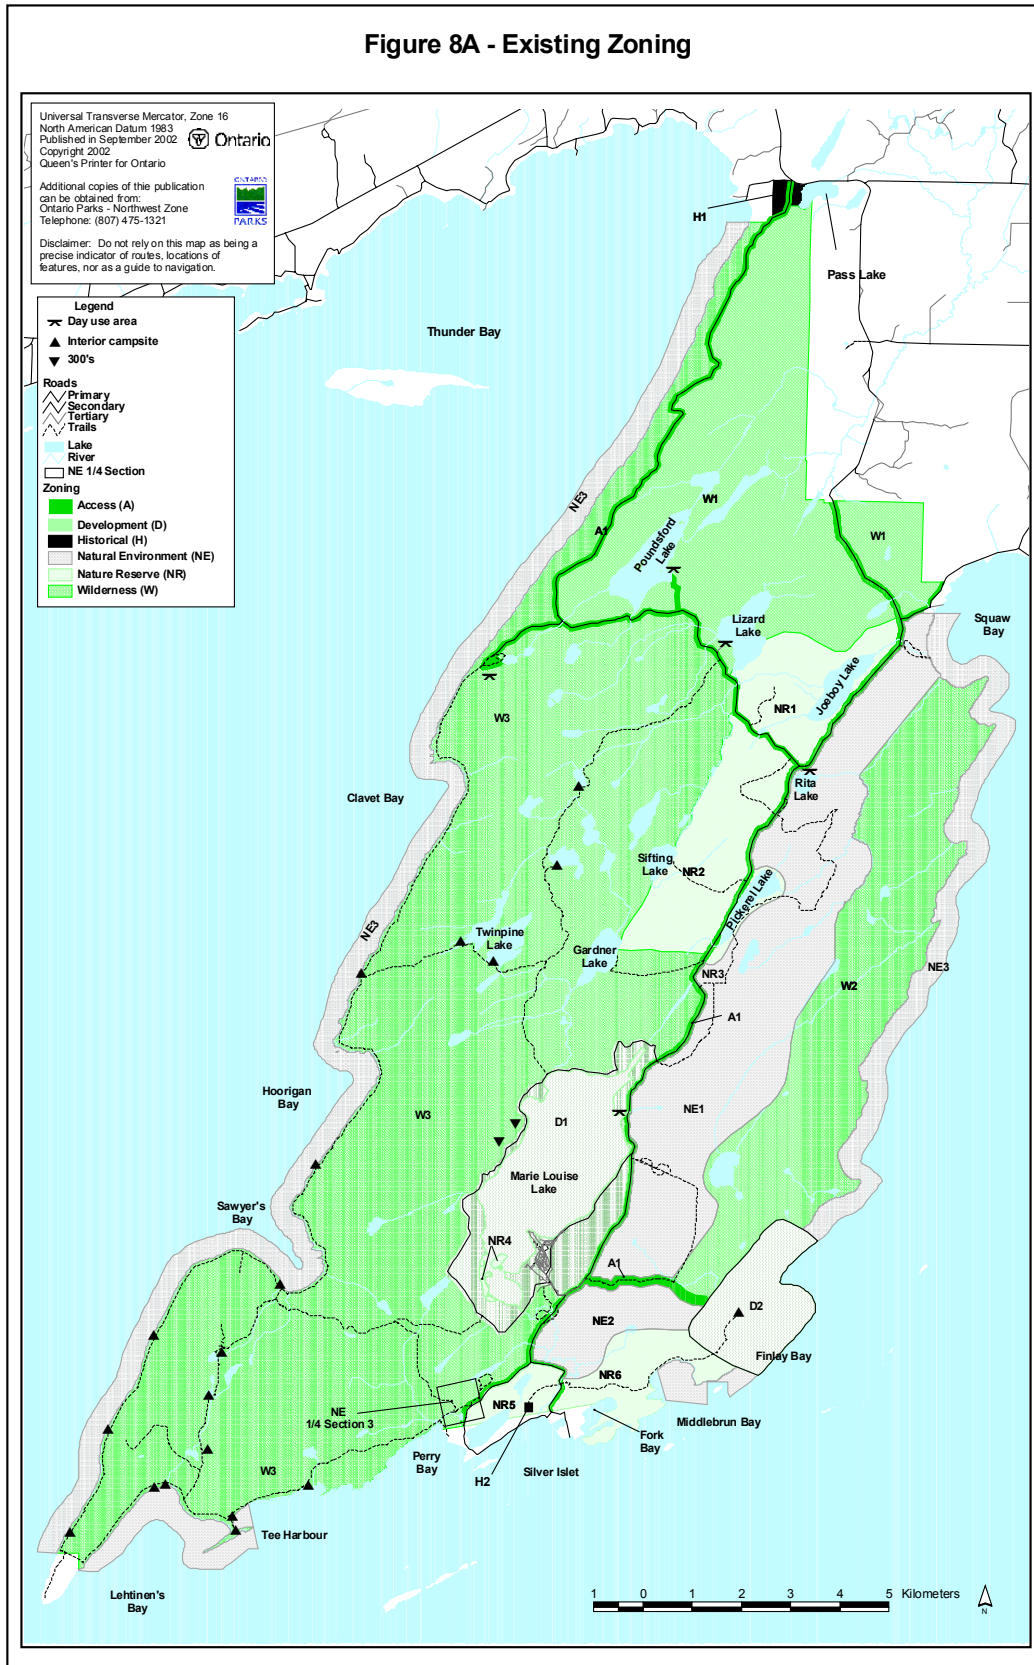 Figure 8A - Existing Zoning
Universal Transverse Mercator, Zone 16
North American Datum 1983
Published in September 2002
Copyright 2002
Queen's Printer for Ontario
Ontario
Additional copies of this publication
can be obtained from:
Ontario Parks - Northwest Zone
Telephone: (807) 475-1321
ONTARIO
PARKS
Disclaimer: Do not rely on this map as being a
precise indicator of routes, locations of
features, nor as a guide to navigation.
Legend
Day use area
Interior campsite
300's
Roads
Primary
Secondary
Tertiary
Trails
Lake
River
NE 1/4 Section
Zoning
Access (A)
Development (D)
Historical (H)
Natural Environment (NE)
Nature Reserve (NR)
Wilderness (W)
H1
Pass Lake
Thunder Bay
NE3
W1
A1
Poundsford
Lake
W1
Lizard
Lake
Squaw
Bay
Joeboy Lake
NR1
W3
Rita
Lake
Clavet Bay
Sifting
Lake
NR2
Pickerel Lake
NE3
Twinpine
Lake
Gardner
Lake
NR3
NE3
W2
A1
Hoorigan
Bay
W3
D1
NE1
Marie Louise
Lake
Sawyer's
Bay
NR4
A1
D2
NE2
Finlay Bay
NR6
NE
1/4 Section 3
NR5
Middlebrun Bay
Fork
Bay
Perry
Bay
W3
H2
Silver Islet
Tee Harbour
Lehtinen's
Bay
1 0 1 2 3 4 5 Kilometers
N